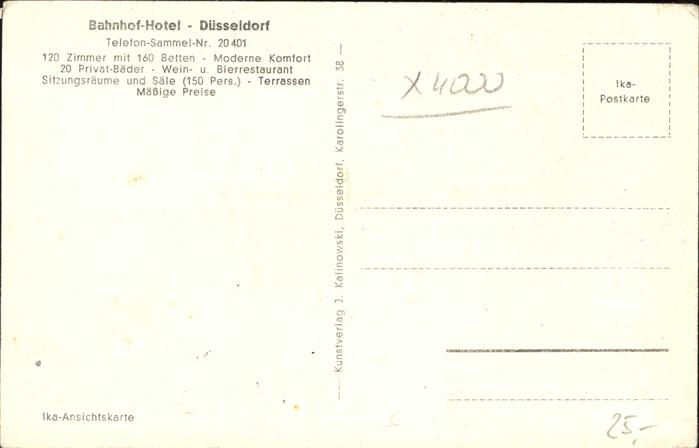 Bahnhof-Hotel - Düsseldorf
Telefon-Sammel-Nr. 20401
120 Zimmer mit 160 Betten - Moderne Komfort
20 Privat-Bäder - Wein- u. Bierrestaurant
Sitzungsräume und Säle (150 Pers.) - Terrassen
Mäßige Preise
Ika-Ansichtskarte
Kunstverlag J. Kalinowski, Düsseldorf, Karolingerstr. 38
X4000
Ika-
Postkarte
25,-